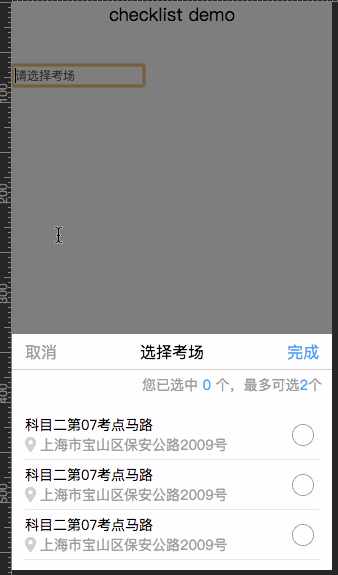 checklist demo
请选择考场
取消 选择考场 完成
您已选中 0 个，最多可选2个
科目二第07考点马路
上海市宝山区保安公路2009号
科目二第07考点马路
上海市宝山区保安公路2009号
科目二第07考点马路
上海市宝山区保安公路2009号
100
200
300
400
500